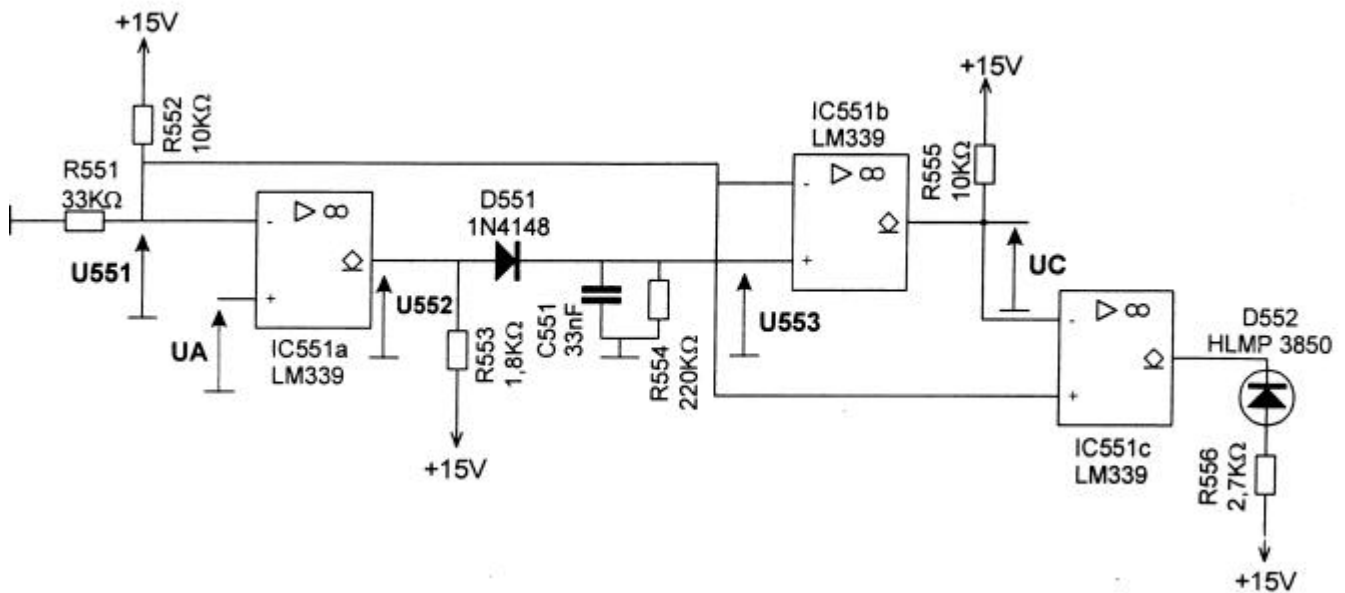 +15V
R552
10KΩ
R551
33KΩ
U551
UA
-
+
▷ ∞
IC551a
LM339
U552
D551
1N4148
R553
1,8KΩ
+15V
C551
33nF
R554
220KΩ
U553
IC551b
LM339
▷ ∞
-
+
+15V
R555
10KΩ
UC
▷ ∞
-
+
IC551c
LM339
D552
HLMP 3850
R556
2,7KΩ
+15V